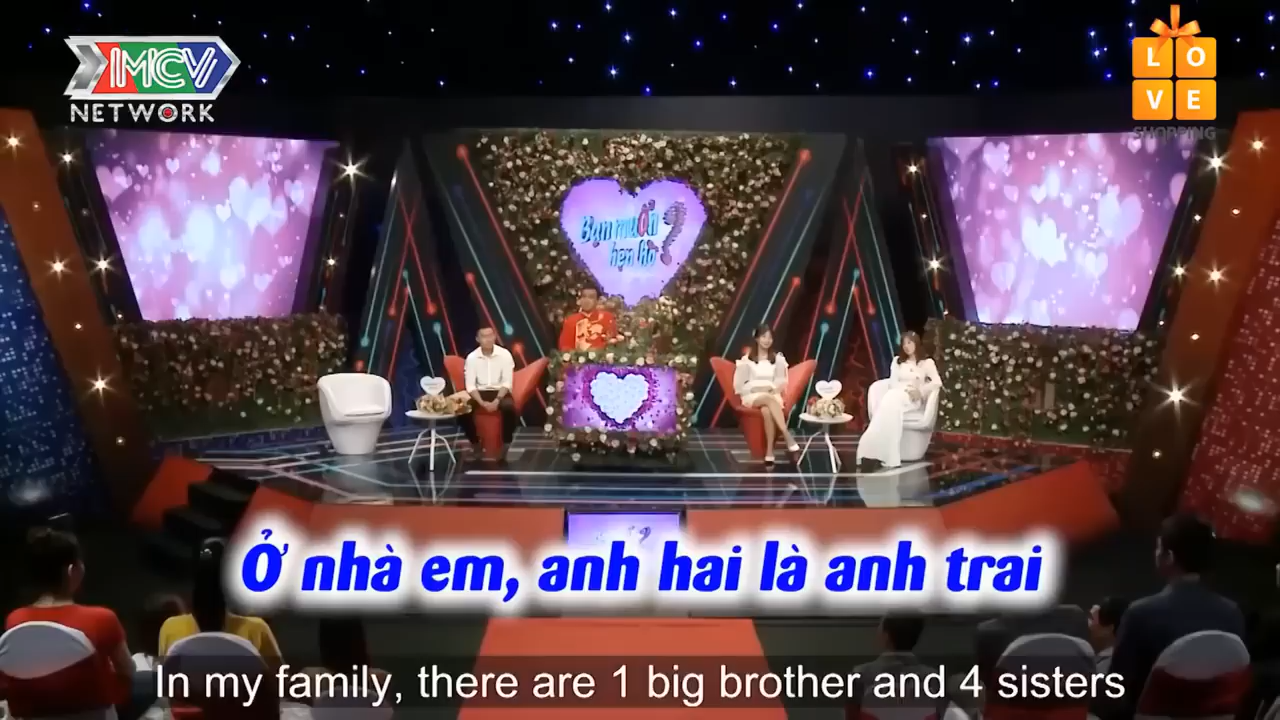 MCV
NETWORK
L O
V E
SHOPPING
Bạn muốn
hẹn hò ?
Ở nhà em, anh hai là anh trai
In my family, there are 1 big brother and 4 sisters